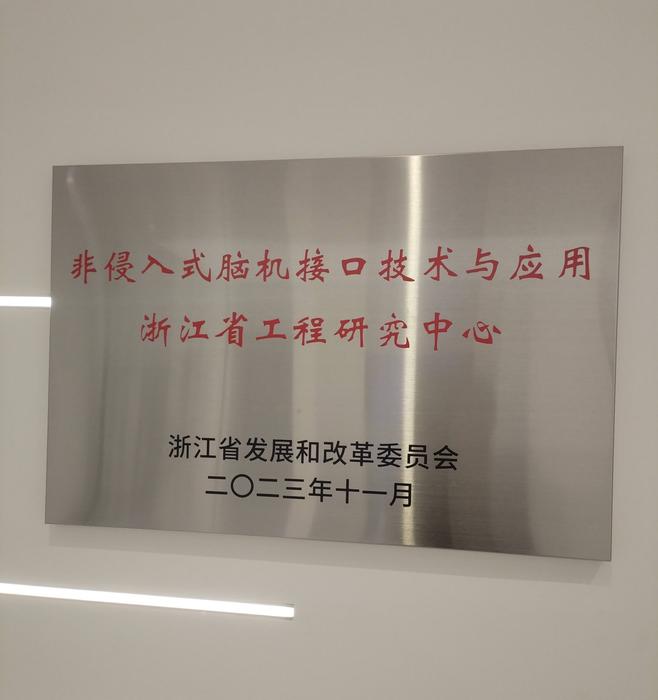 非侵入式脑机接口技术与应用
浙江省工程研究中心
浙江省发展和改革委员会
二〇二三年十一月